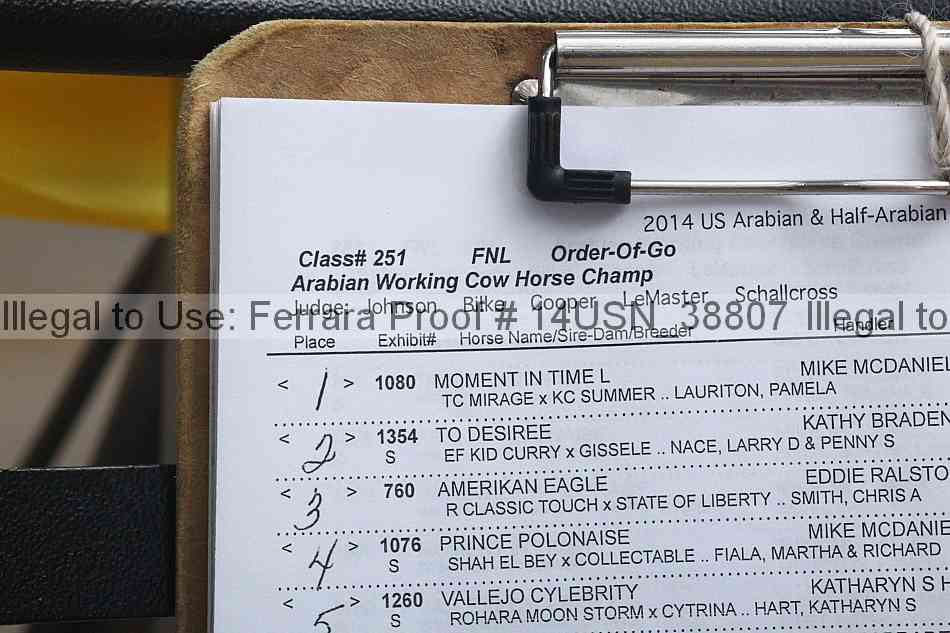 2014 US Arabian & Half-Arabian
Class# 251 FNL Order-Of-Go
Arabian Working Cow Horse Champ
Judge: Johnson Bitke Cooper LeMaster Schallcross
Illegal to Use: Ferrara Proof # 14USN_38807 Illegal to
Place Exhibit# Horse Name/Sire-Dam/Breeder Handler
< 1 > 1080 MOMENT IN TIME L MIKE MCDANIEL
TC MIRAGE x KC SUMMER .. LAURITON, PAMELA
< 2 > 1354 TO DESIREE KATHY BRADEN
S EF KID CURRY x GISSELE .. NACE, LARRY D & PENNY S
< 3 > 760 AMERIKAN EAGLE EDDIE RALSTO
R CLASSIC TOUCH x STATE OF LIBERTY .. SMITH, CHRIS A
< 4 > 1076 PRINCE POLONAISE MIKE MCDANIE
S SHAH EL BEY x COLLECTABLE .. FIALA, MARTHA & RICHARD
< 5 > 1260 VALLEJO CYLEBRITY KATHARYN S H
S ROHARA MOON STORM x CYTRINA .. HART, KATHARYN S